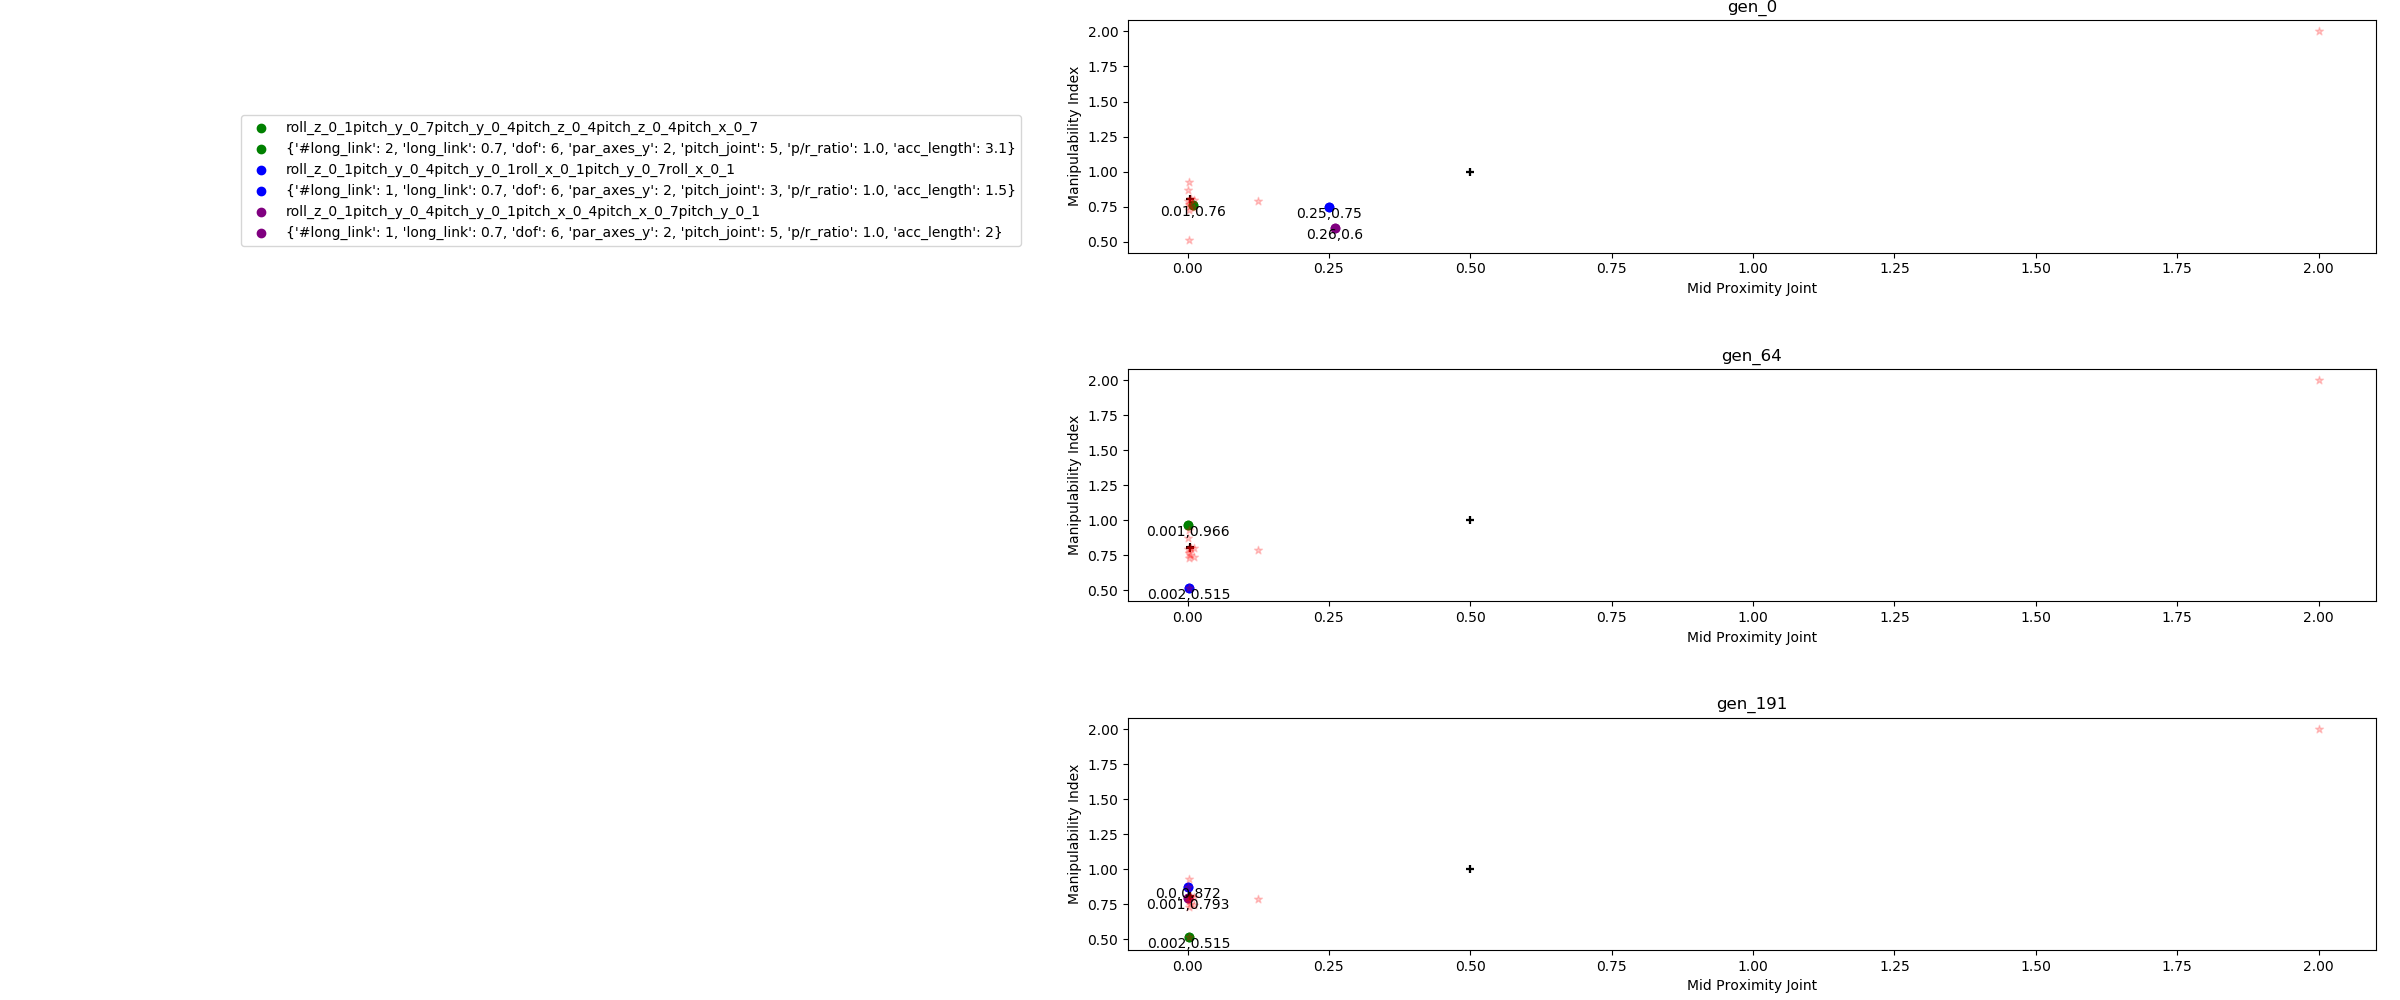 roll_z_0_1pitch_y_0_7pitch_y_0_4pitch_z_0_4pitch_z_0_4pitch_x_0_7
{'#long_link': 2, 'long_link': 0.7, 'dof': 6, 'par_axes_y': 2, 'pitch_joint': 5, 'p/r_ratio': 1.0, 'acc_length': 3.1}
roll_z_0_1pitch_y_0_4pitch_y_0_1roll_x_0_1pitch_y_0_7roll_x_0_1
{'#long_link': 1, 'long_link': 0.7, 'dof': 6, 'par_axes_y': 2, 'pitch_joint': 3, 'p/r_ratio': 1.0, 'acc_length': 1.5}
roll_z_0_1pitch_y_0_4pitch_y_0_1pitch_x_0_4pitch_x_0_7pitch_y_0_1
{'#long_link': 1, 'long_link': 0.7, 'dof': 6, 'par_axes_y': 2, 'pitch_joint': 5, 'p/r_ratio': 1.0, 'acc_length': 2}
gen_0
Manipulability Index
2.00
1.75
1.50
1.25
1.00
0.75
0.50
0.01,0.76
0.25,0.75
0.26,0.6
0.00 0.25 0.50 0.75 1.00 1.25 1.50 1.75 2.00
Mid Proximity Joint
gen_64
Manipulability Index
2.00
1.75
1.50
1.25
1.00
0.75
0.50
0.001,0.966
0.002,0.515
0.00 0.25 0.50 0.75 1.00 1.25 1.50 1.75 2.00
Mid Proximity Joint
gen_191
Manipulability Index
2.00
1.75
1.50
1.25
1.00
0.75
0.50
0.0,0.872
0.001,0.793
0.002,0.515
0.00 0.25 0.50 0.75 1.00 1.25 1.50 1.75 2.00
Mid Proximity Joint